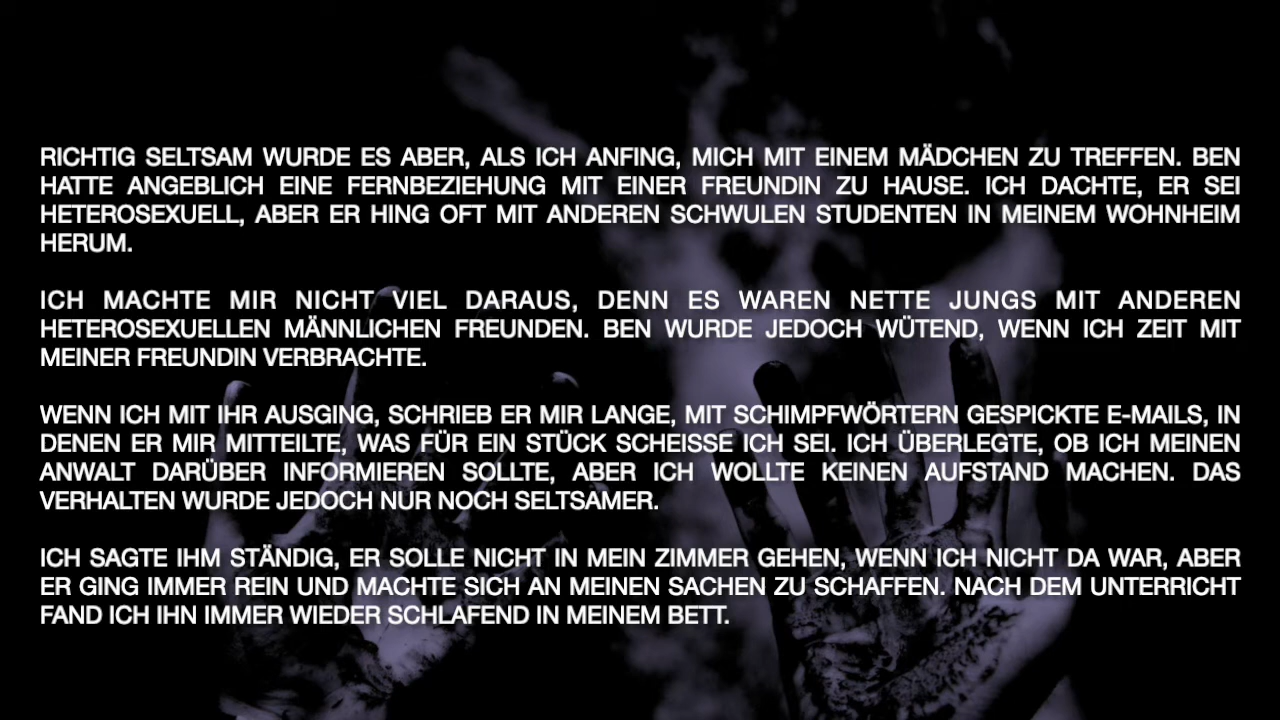 RICHTIG SELTSAM WURDE ES ABER, ALS ICH ANFING, MICH MIT EINEM MÄDCHEN ZU TREFFEN. BEN
HATTE ANGEBLICH EINE FERNBEZIEHUNG MIT EINER FREUNDIN ZU HAUSE. ICH DACHTE, ER SEI
HETEROSEXUELL, ABER ER HING OFT MIT ANDEREN SCHWULEN STUDENTEN IN MEINEM WOHNHEIM
HERUM.
ICH MACHTE MIR NICHT VIEL DARAUS, DENN ES WAREN NETTE JUNGS MIT ANDEREN
HETEROSEXUELLEN MÄNNLICHEN FREUNDEN. BEN WURDE JEDOCH WÜTEND, WENN ICH ZEIT MIT
MEINER FREUNDIN VERBRACHTE.
WENN ICH MIT IHR AUSGING, SCHRIEB ER MIR LANGE, MIT SCHIMPFWÖRTERN GESPICKTE E-MAILS, IN
DENEN ER MIR MITTEILTE, WAS FÜR EIN STÜCK SCHEISSE ICH SEI. ICH ÜBERLEGTE, OB ICH MEINEN
ANWALT DARÜBER INFORMIEREN SOLLTE, ABER ICH WOLLTE KEINEN AUFSTAND MACHEN. DAS
VERHALTEN WURDE JEDOCH NUR NOCH SELTSAMER.
ICH SAGTE IHM STÄNDIG, ER SOLLE NICHT IN MEIN ZIMMER GEHEN, WENN ICH NICHT DA WAR, ABER
ER GING IMMER REIN UND MACHTE SICH AN MEINEN SACHEN ZU SCHAFFEN. NACH DEM UNTERRICHT
FAND ICH IHN IMMER WIEDER SCHLAFEND IN MEINEM BETT.